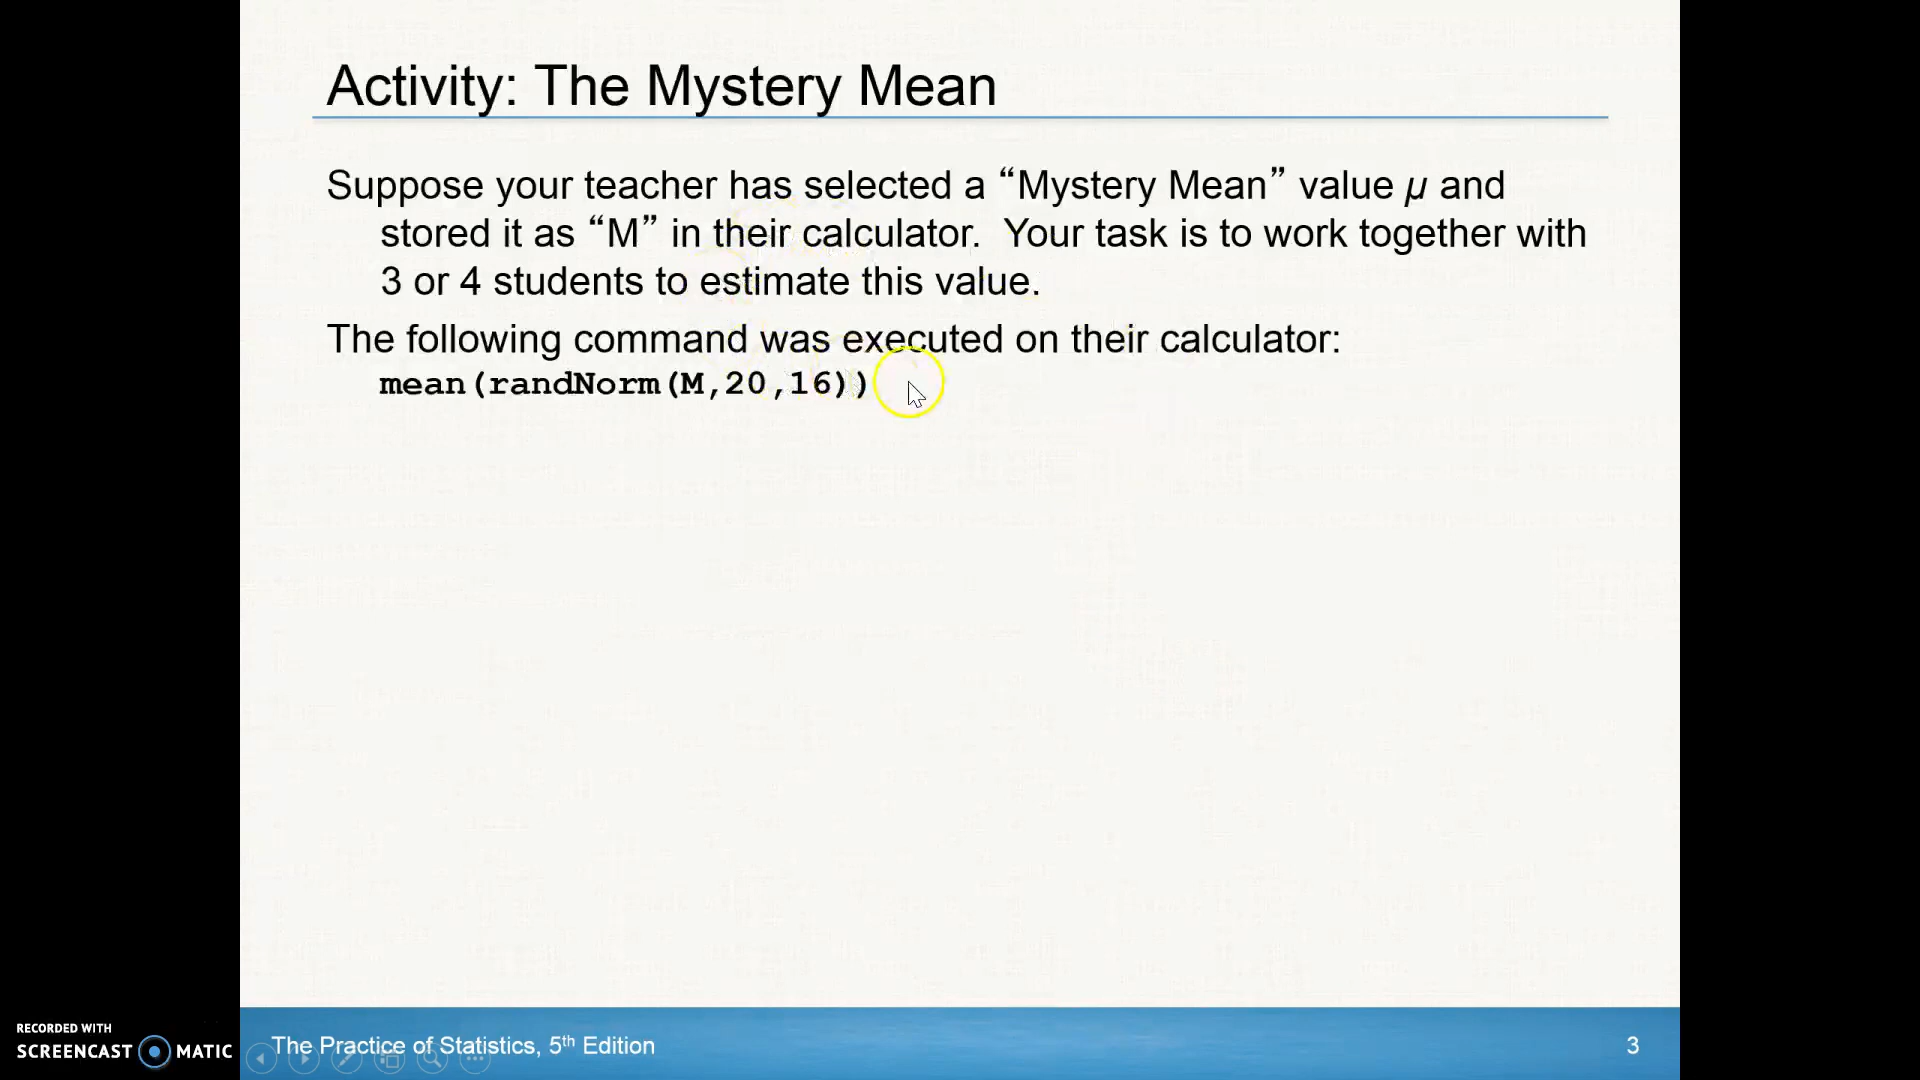 Activity: The Mystery Mean
Suppose your teacher has selected a “Mystery Mean” value µ and
stored it as “M” in their calculator.  Your task is to work together with
3 or 4 students to estimate this value.
The following command was executed on their calculator:
mean(randNorm(M,20,16))
RECORDED WITH
SCREENCAST MATIC
The Practice of Statistics, 5th Edition
3